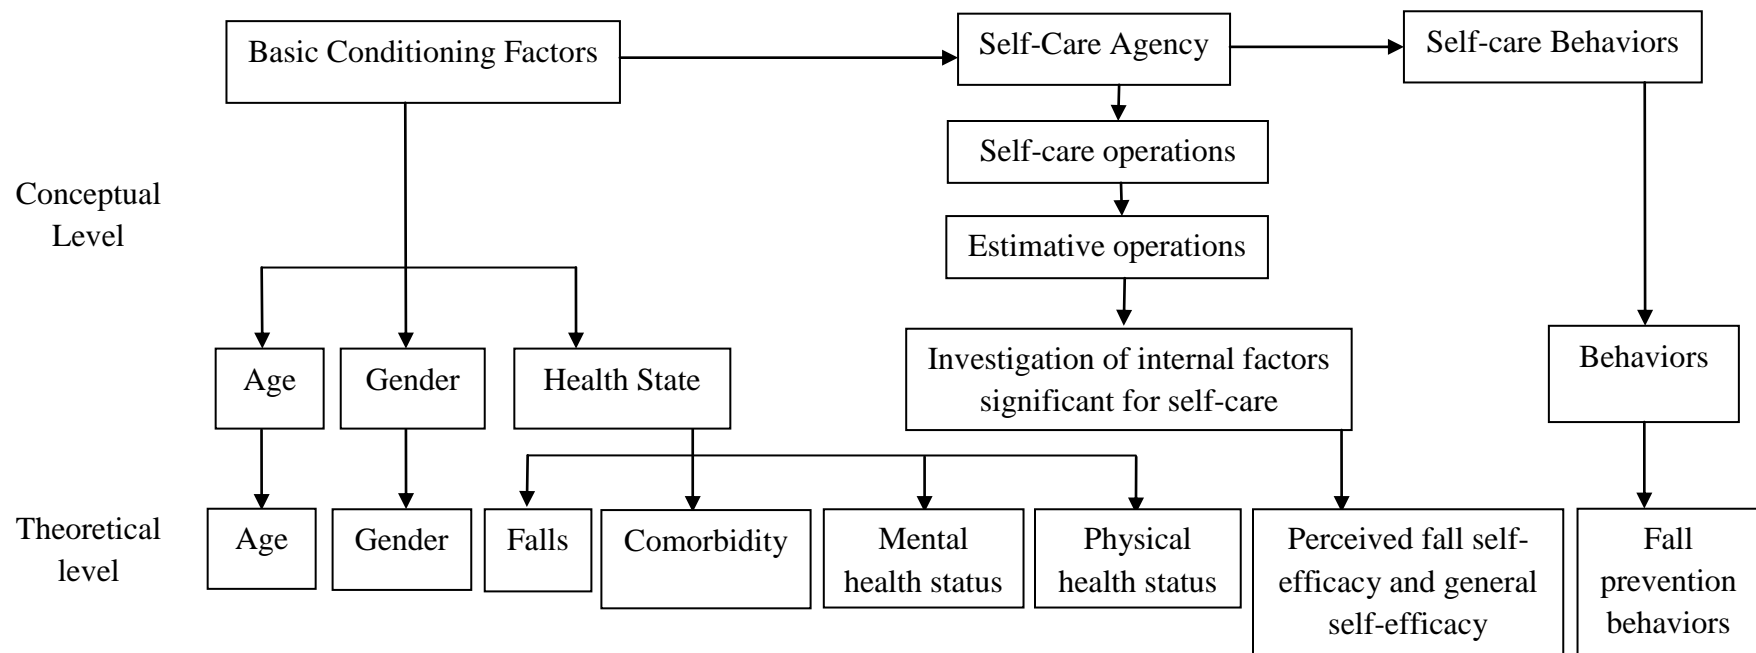 Basic Conditioning Factors
Self-Care Agency
Self-care Behaviors
Self-care operations
Conceptual
Level
Estimative operations
Age
Gender
Health State
Investigation of internal factors
significant for self-care
Behaviors
Theoretical
level
Age
Gender
Falls
Comorbidity
Mental
health status
Physical
health status
Perceived fall self-
efficacy and general
self-efficacy
Fall
prevention
behaviors